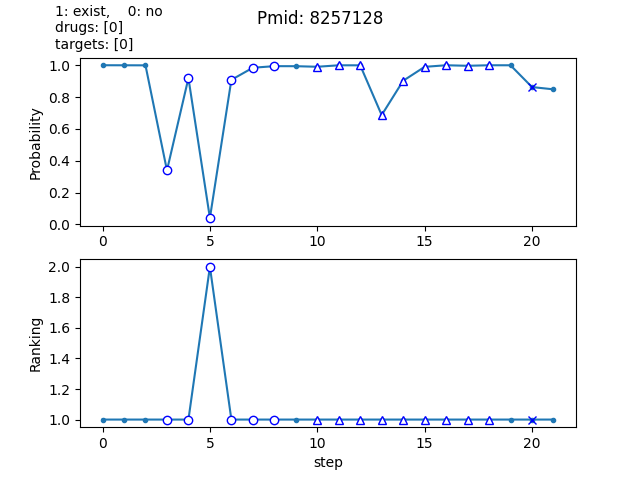 1: exist,    0: no
drugs: [0]
targets: [0]
Pmid: 8257128
Probability
1.0
0.8
0.6
0.4
0.2
0.0
0 5 10 15 20
Ranking
2.0
1.8
1.6
1.4
1.2
1.0
0 5 10 15 20
step